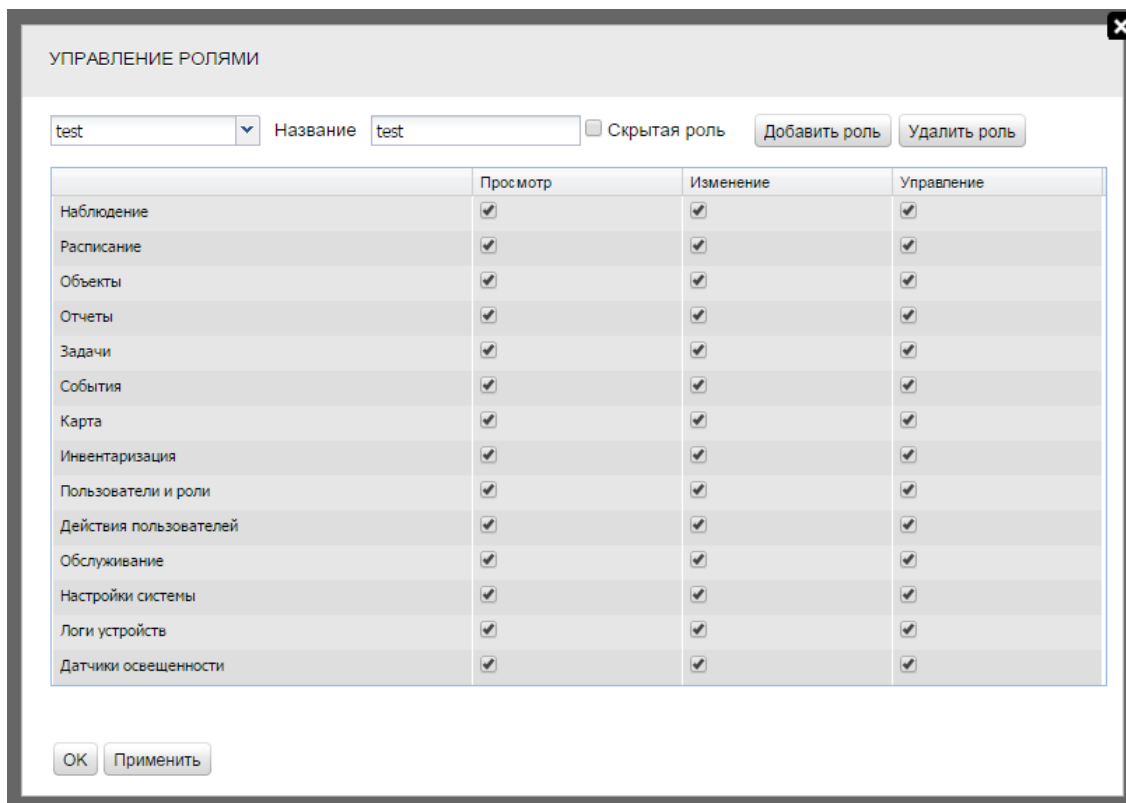 УПРАВЛЕНИЕ РОЛЯМИ
test Название test Скрытая роль Добавить роль Удалить роль
Просмотр Изменение Управление
Наблюдение
Расписание
Объекты
Отчеты
Задачи
События
Карта
Инвентаризация
Пользователи и роли
Действия пользователей
Обслуживание
Настройки системы
Логи устройств
Датчики освещенности
OK Применить